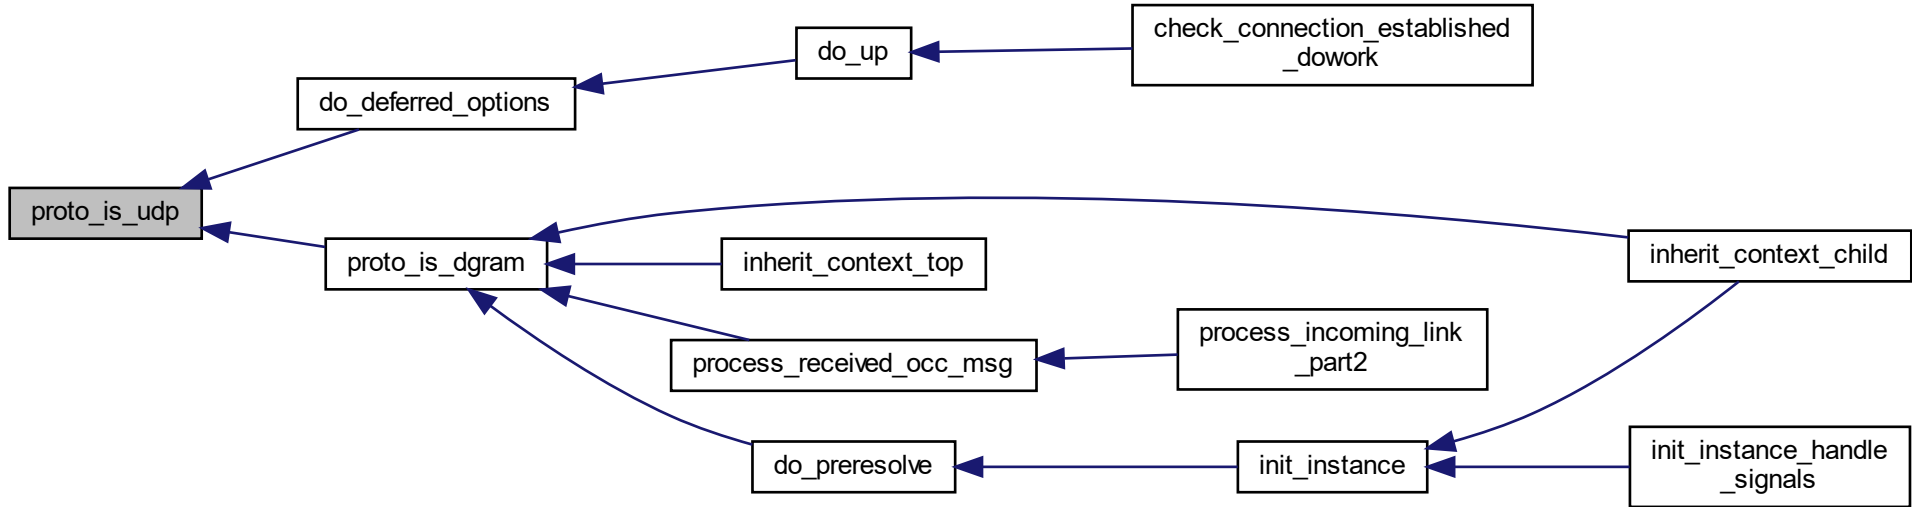 check_connection_established
_dowork
do_up
do_deferred_options
proto_is_udp
proto_is_dgram
inherit_context_top
inherit_context_child
process_received_occ_msg
process_incoming_link
_part2
do_preresolve
init_instance
init_instance_handle
_signals